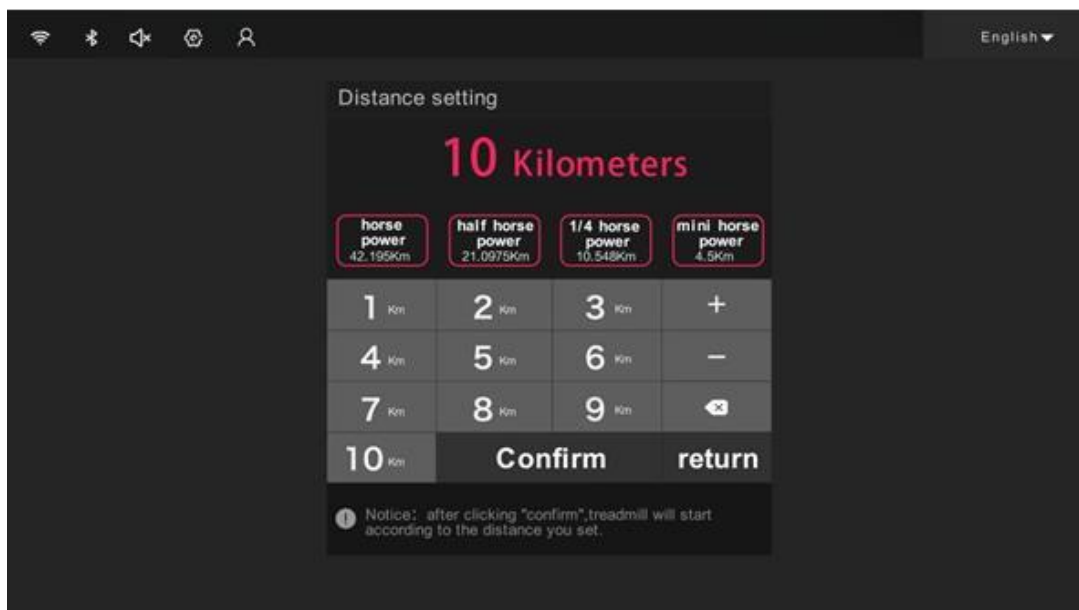 English
Distance setting
10 Kilometers
horse
power
42.195Km
half horse
power
21.0975Km
1/4 horse
power
10.548Km
mini horse
power
4.5Km
1 Km
2 Km
3 Km
+
4 Km
5 Km
6 Km
−
7 Km
8 Km
9 Km
10 Km
Confirm
return
Notice: after clicking "confirm",treadmill will start
according to the distance you set.